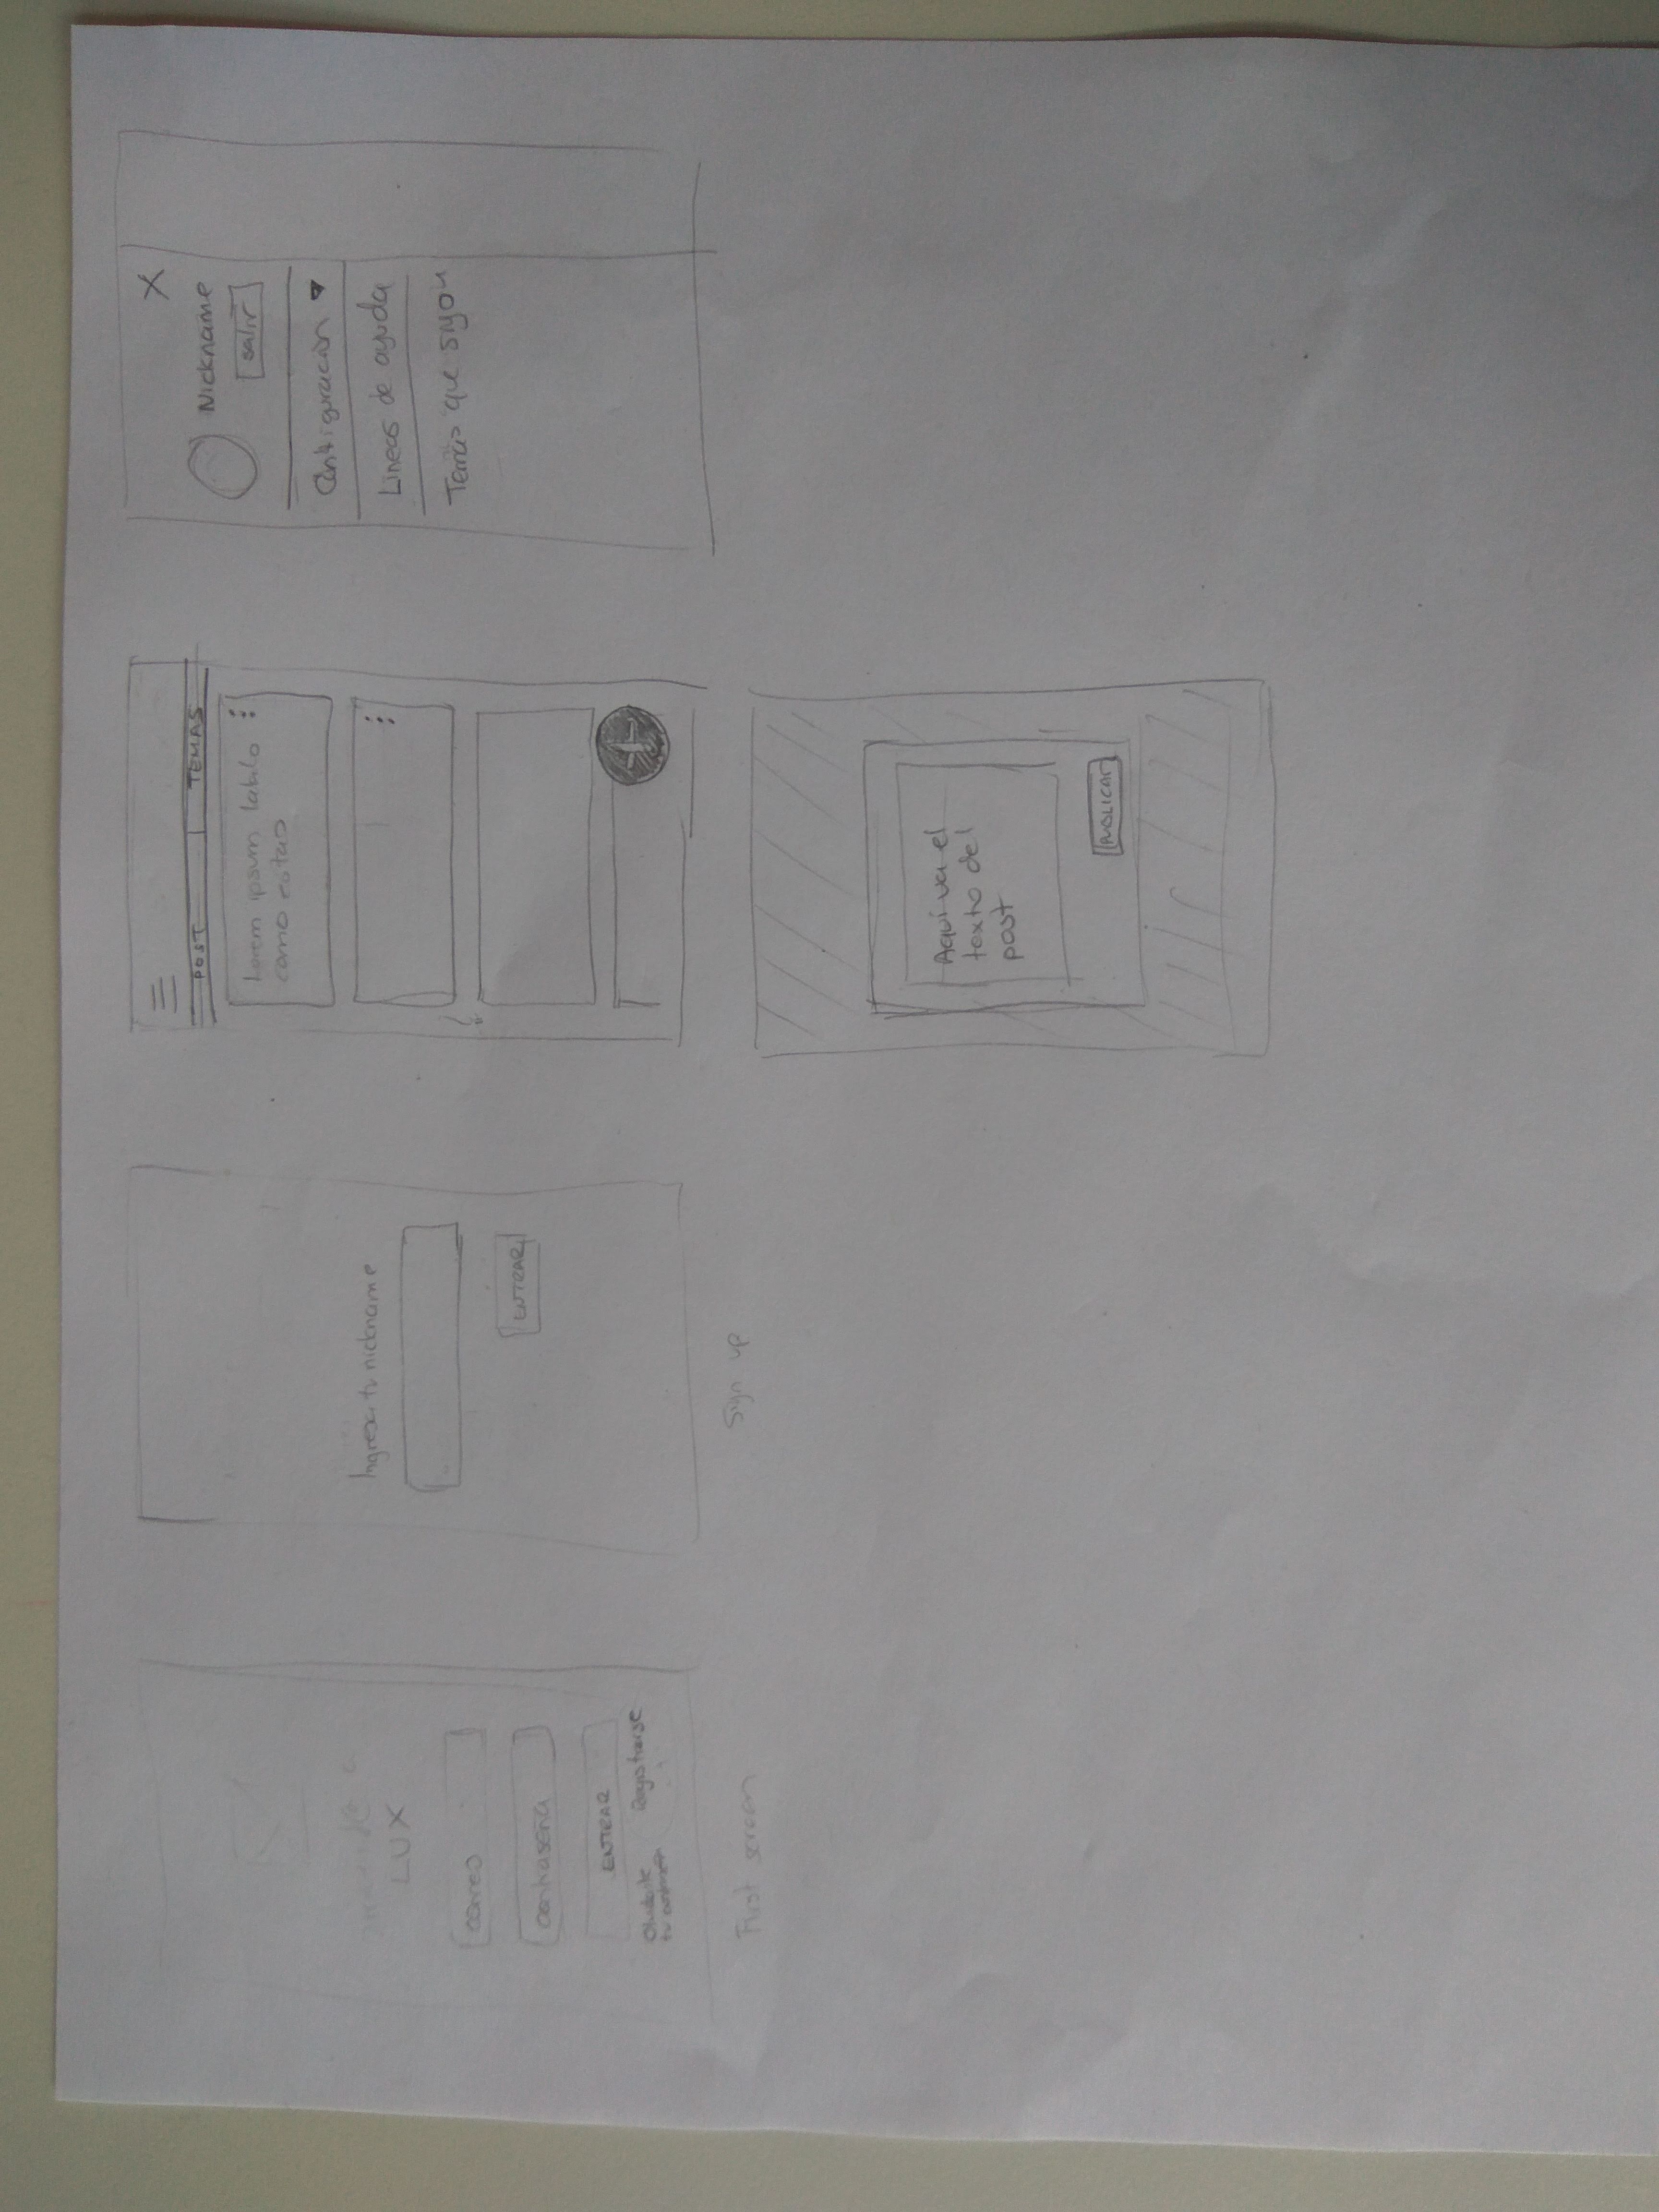 LUX
correo
contraseña
ENTRAR
Olvidaste
tu contraseña
Registrarse
First screen
Ingresa tu nickname
ENTRAR
Sign up
POST
TEMAS
Lorem ipsum lablo
como estas
Aquí va el
texto del
post
PUBLICAR
X
Nickname
salir
Configuración
Lineas de ayuda
Temas que sigo